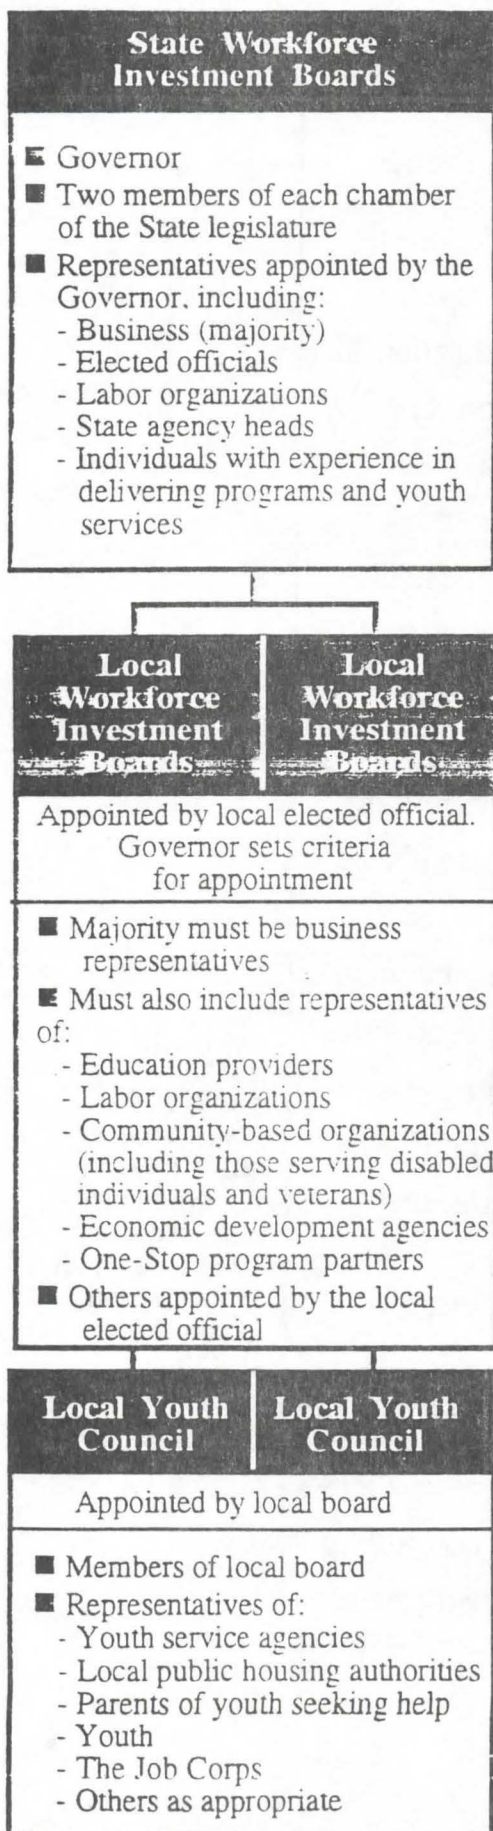 State Workforce
Investment Boards
■ Governor
■ Two members of each chamber
of the State legislature
■ Representatives appointed by the
Governor, including:
- Business (majority)
- Elected officials
- Labor organizations
- State agency heads
- Individuals with experience in
delivering programs and youth
services
Local
Workforce
Investment
Boards
Local
Workforce
Investment
Boards
Appointed by local elected official.
Governor sets criteria
for appointment
■ Majority must be business
representatives
■ Must also include representatives
of:
- Education providers
- Labor organizations
- Community-based organizations
(including those serving disabled
individuals and veterans)
- Economic development agencies
- One-Stop program partners
■ Others appointed by the local
elected official
Local Youth
Council
Local Youth
Council
Appointed by local board
■ Members of local board
■ Representatives of:
- Youth service agencies
- Local public housing authorities
- Parents of youth seeking help
- Youth
- The Job Corps
- Others as appropriate